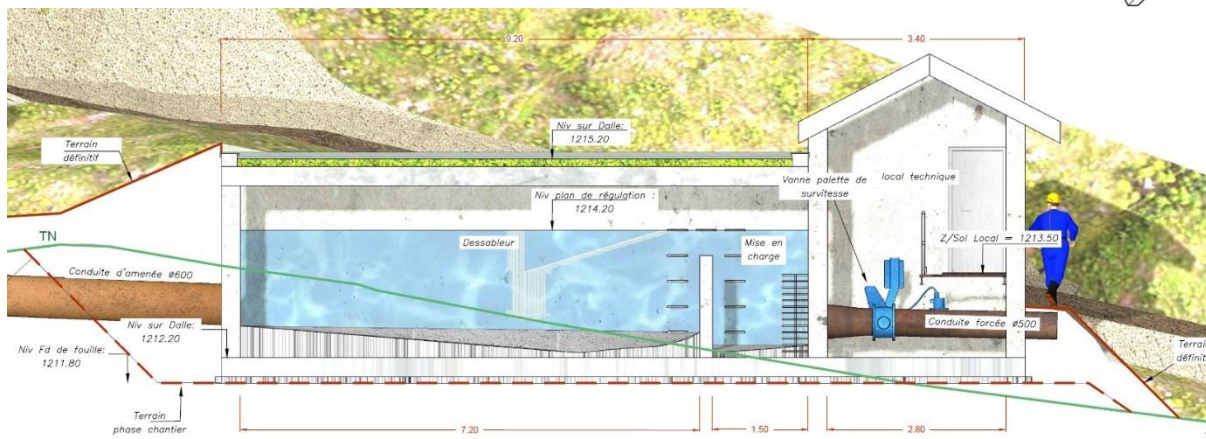 9.20
3.40
Terrain
définitif
Niv sur Dalle:
1215.20
Vanne palette de
survitesse
local technique
Niv plan de régulation :
1214.20
TN
Dessableur
Mise en
charge
Z/Sol Local = 1213.50
Conduite d'amenée ø600
Niv sur Dalle:
1212.20
Conduite forcée ø500
Niv Fd de fouille:
1211.80
Terrain
définitif
Terrain
phase chantier
7.20
1.50
2.80